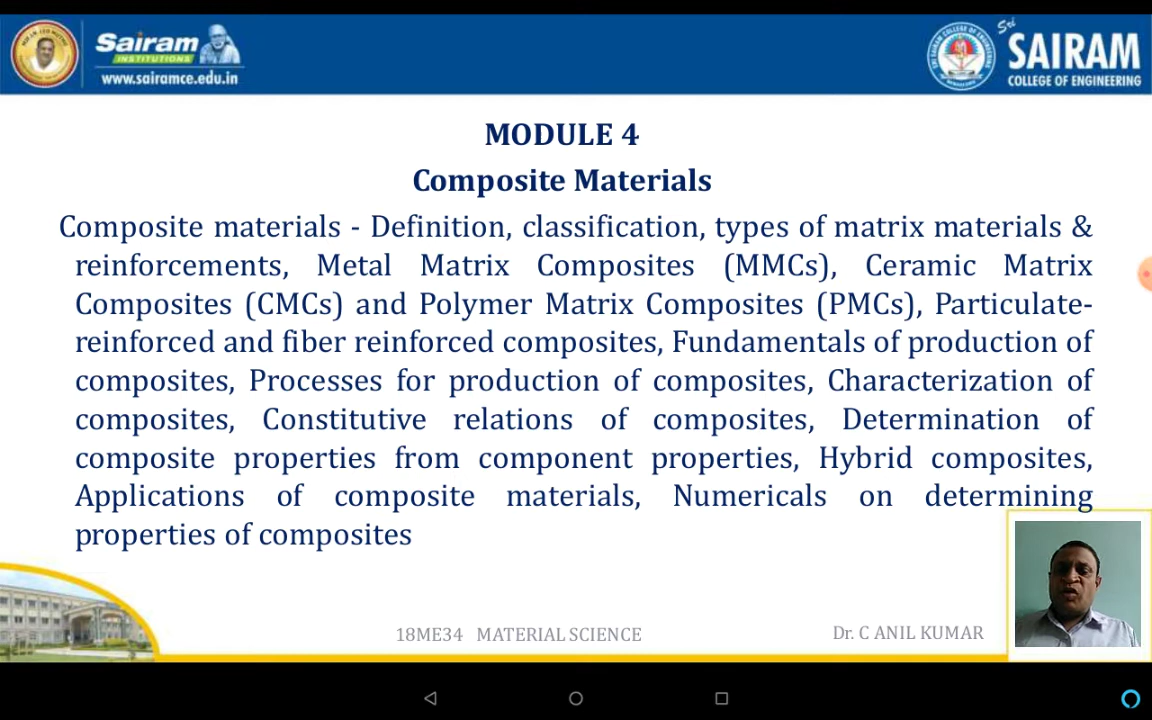 Sairam
INSTITUTIONS
www.sairamce.edu.in
Sri
SAIRAM
COLLEGE OF ENGINEERING
MODULE 4
Composite Materials
Composite materials - Definition, classification, types of matrix materials &
reinforcements, Metal Matrix Composites (MMCs), Ceramic Matrix
Composites (CMCs) and Polymer Matrix Composites (PMCs), Particulate-
reinforced and fiber reinforced composites, Fundamentals of production of
composites, Processes for production of composites, Characterization of
composites, Constitutive relations of composites, Determination of
composite properties from component properties, Hybrid composites,
Applications of composite materials, Numericals on determining
properties of composites
18ME34 MATERIAL SCIENCE
Dr. C ANIL KUMAR